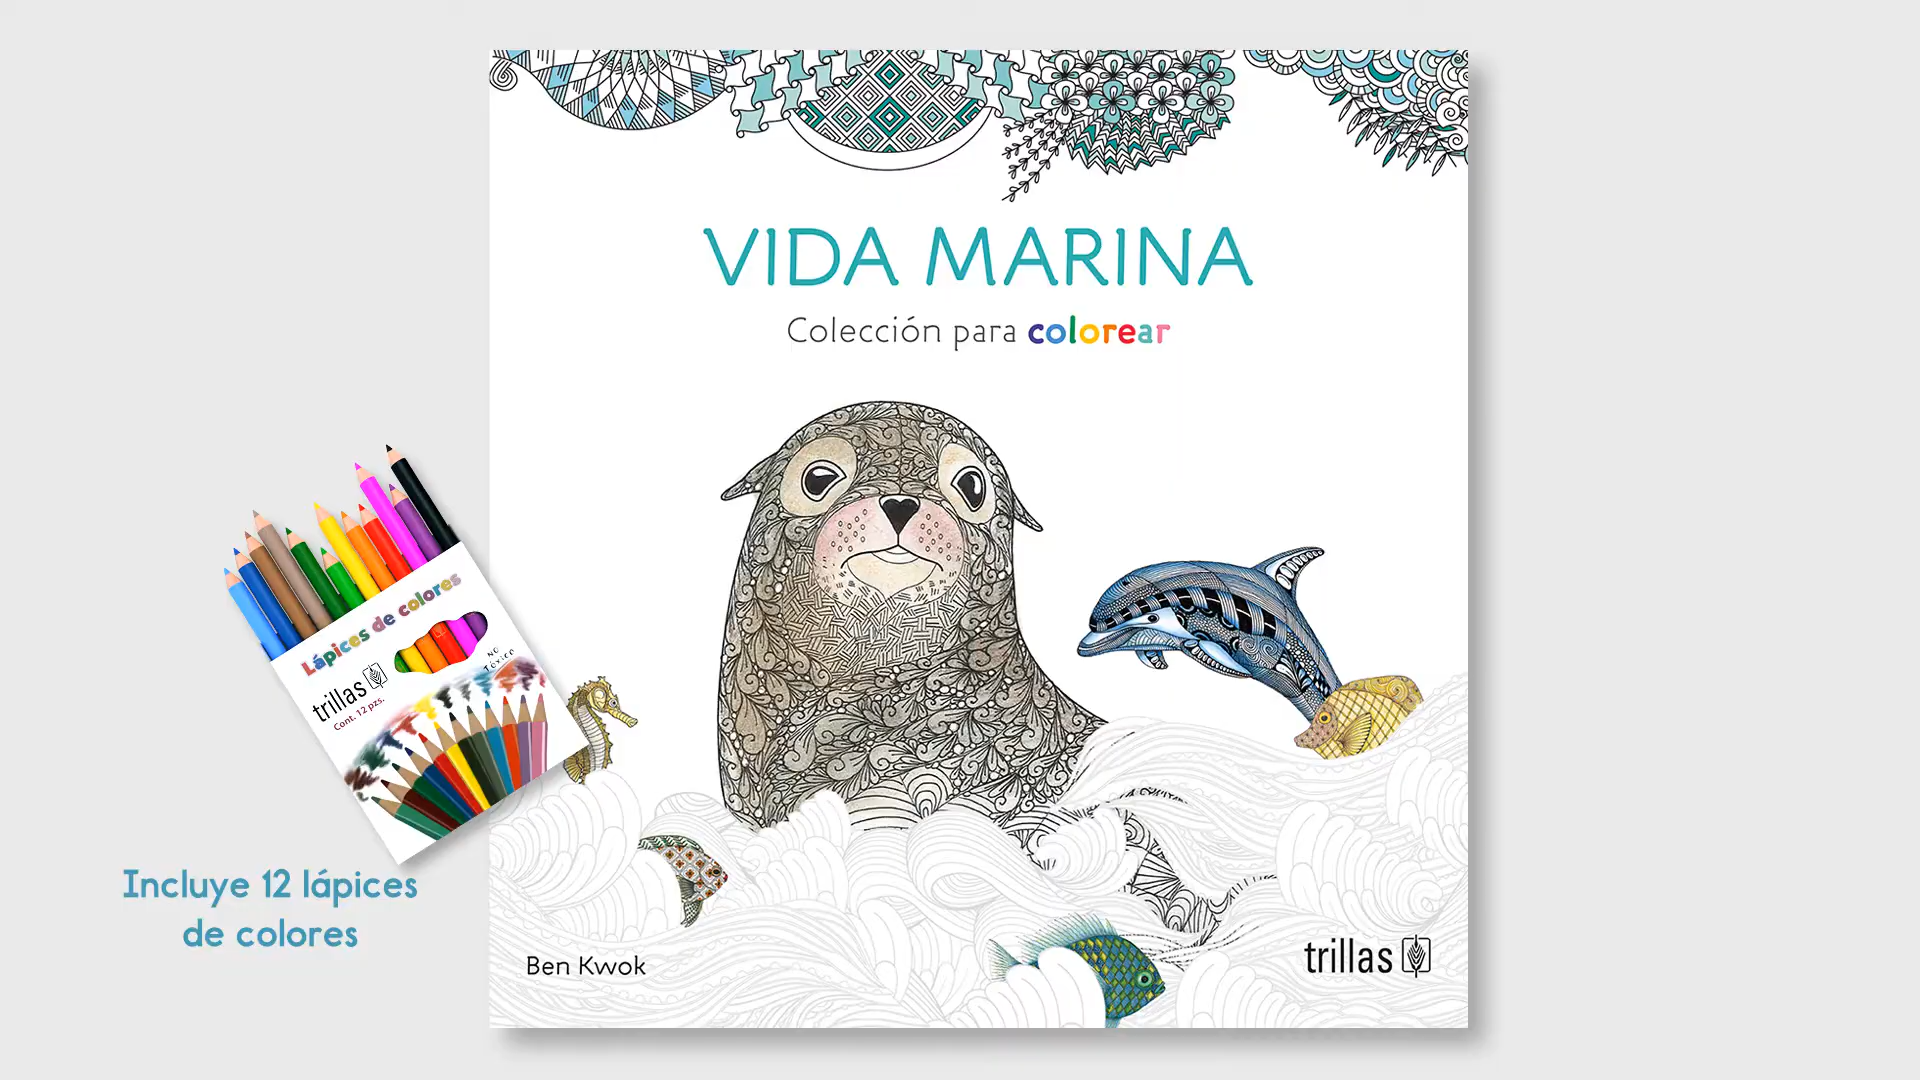 VIDA MARINA
Colección para colorear
Lápices de colores
trillas
Cont. 12 pzs.
NO
Tóxico
Incluye 12 lápices
de colores
Ben Kwok
trillas